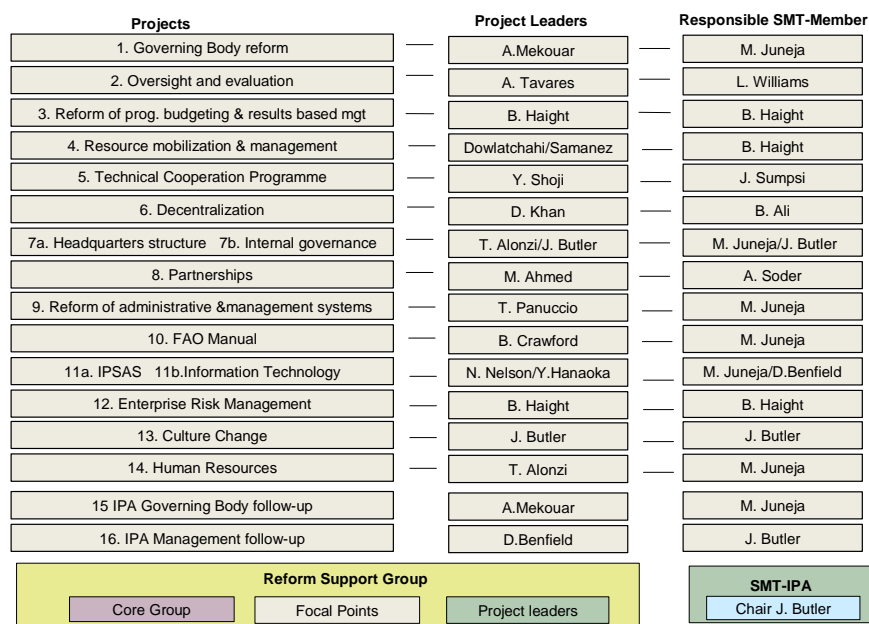 Projects Project Leaders Responsible SMT-Member
1. Governing Body reform A.Mekouar M. Juneja
2. Oversight and evaluation A. Tavares L. Williams
3. Reform of prog. budgeting & results based mgt B. Haight B. Haight
4. Resource mobilization & management Dowlatchahi/Samanez B. Haight
5. Technical Cooperation Programme Y. Shoji J. Sumpsi
6. Decentralization D. Khan B. Ali
7a. Headquarters structure 7b. Internal governance T. Alonzi/J. Butler M. Juneja/J. Butler
8. Partnerships M. Ahmed A. Soder
9. Reform of administrative &management systems T. Panuccio M. Juneja
10. FAO Manual B. Crawford M. Juneja
11a. IPSAS 11b.Information Technology N. Nelson/Y.Hanaoka M. Juneja/D.Benfield
12. Enterprise Risk Management B. Haight B. Haight
13. Culture Change J. Butler J. Butler
14. Human Resources T. Alonzi M. Juneja
15 IPA Governing Body follow-up A.Mekouar M. Juneja
16. IPA Management follow-up D.Benfield J. Butler
Reform Support Group SMT-IPA
Core Group Focal Points Project leaders Chair J. Butler